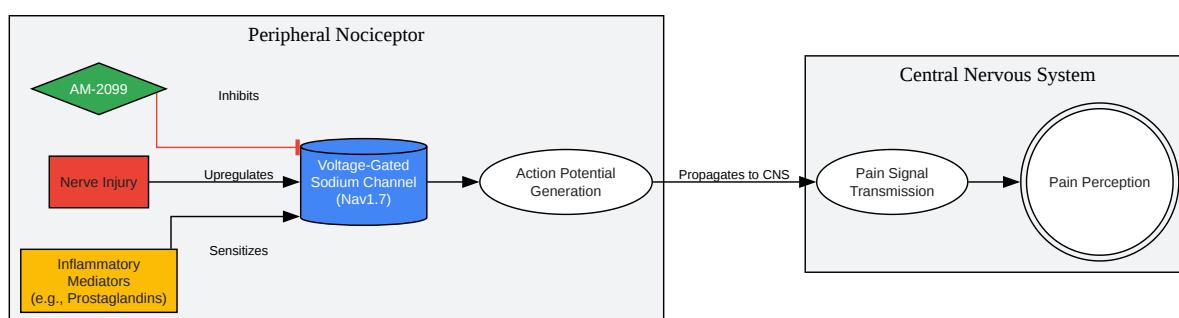 Peripheral Nociceptor
AM-2099
Inhibits
Nerve Injury
Upregulates
Inflammatory
Mediators
(e.g., Prostaglandins)
Sensitizes
Voltage-Gated
Sodium Channel
(Nav1.7)
Action Potential
Generation
Propagates to CNS
Central Nervous System
Pain Signal
Transmission
Pain Perception